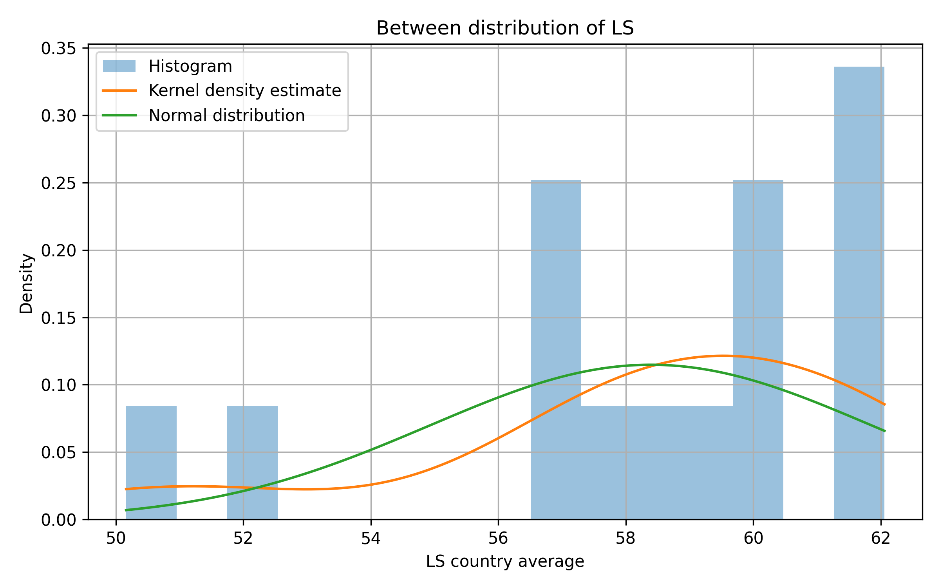 Between distribution of LS
Histogram
Kernel density estimate
Normal distribution
Density
0.35
0.30
0.25
0.20
0.15
0.10
0.05
0.00
50 52 54 56 58 60 62
LS country average